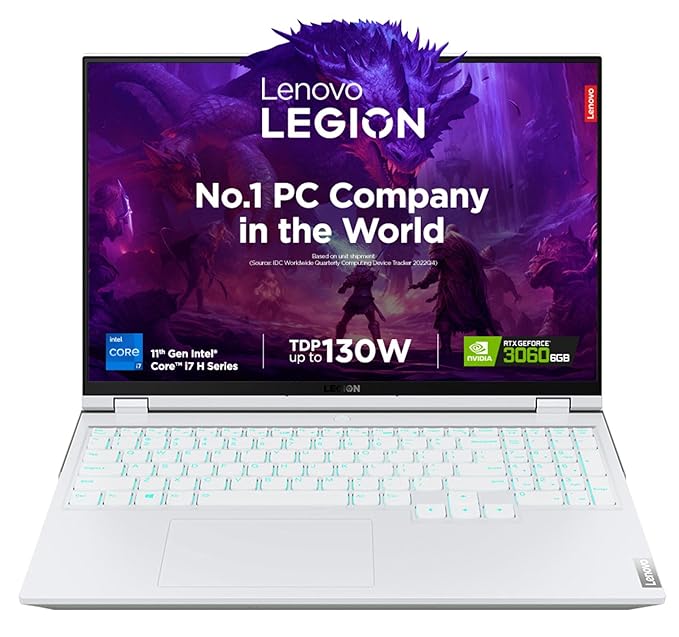 Lenovo
LEGION
Lenovo
No.1 PC Company
in the World
Based on unit shipment
(Source: IDC Worldwide Quarterly Computing Device Tracker 2022Q4)
intel
CORE
i7
11th Gen Intel®
Core™ i7 H Series
TDP
up to 130W
NVIDIA
RTX GEFORCE®
3060 6GB
LEGION
Lenovo